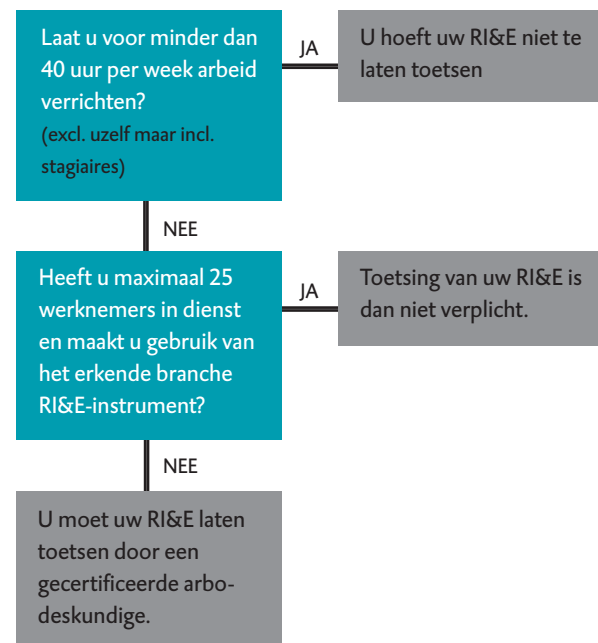 Laat u voor minder dan
40 uur per week arbeid
verrichten?
(excl. uzelf maar incl.
stagiaires)
JA
U hoeft uw RI&E niet te
laten toetsen
NEE
Heeft u maximaal 25
werknemers in dienst
en maakt u gebruik van
het erkende branche
RI&E-instrument?
JA
Toetsing van uw RI&E is
dan niet verplicht.
NEE
U moet uw RI&E laten
toetsen door een
gecertificeerde arbo-
deskundige.